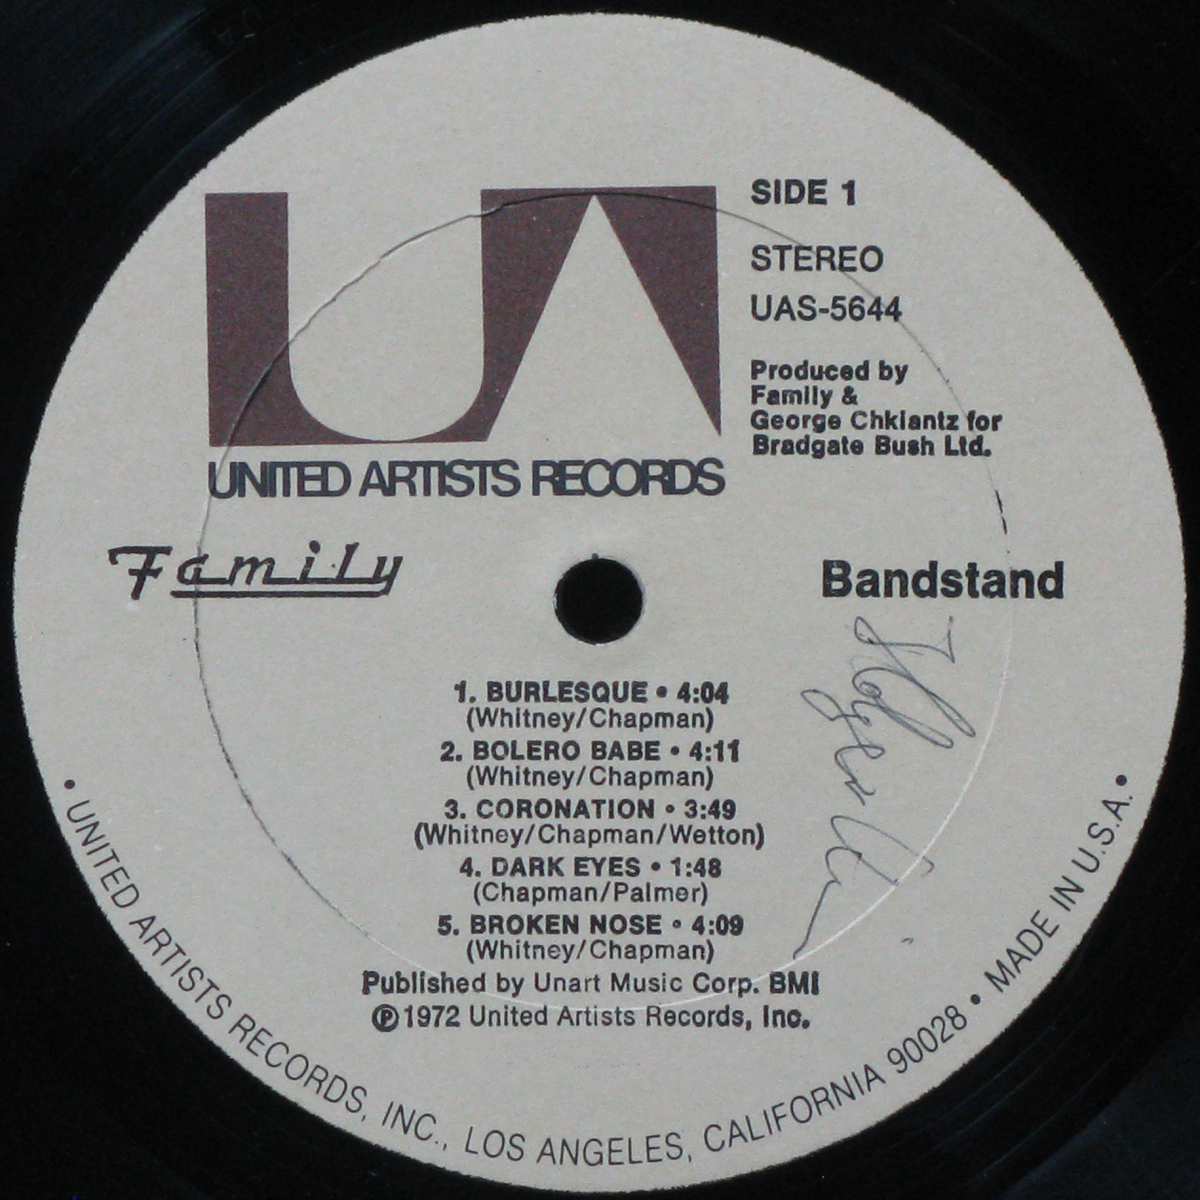 UA
UNITED ARTISTS RECORDS
SIDE 1
STEREO
UAS-5644
Produced by
Family &
George Chkiantz for
Bradgate Bush Ltd.
Family
Bandstand
1. BURLESQUE • 4:04
(Whitney/Chapman)
2. BOLERO BABE • 4:11
(Whitney/Chapman)
3. CORONATION • 3:49
(Whitney/Chapman/Wetton)
4. DARK EYES • 1:48
(Chapman/Palmer)
5. BROKEN NOSE • 4:09
(Whitney/Chapman)
Published by Unart Music Corp. BMI
℗1972 United Artists Records, Inc.
• UNITED ARTISTS RECORDS, INC., LOS ANGELES, CALIFORNIA 90028 • MADE IN U.S.A. •